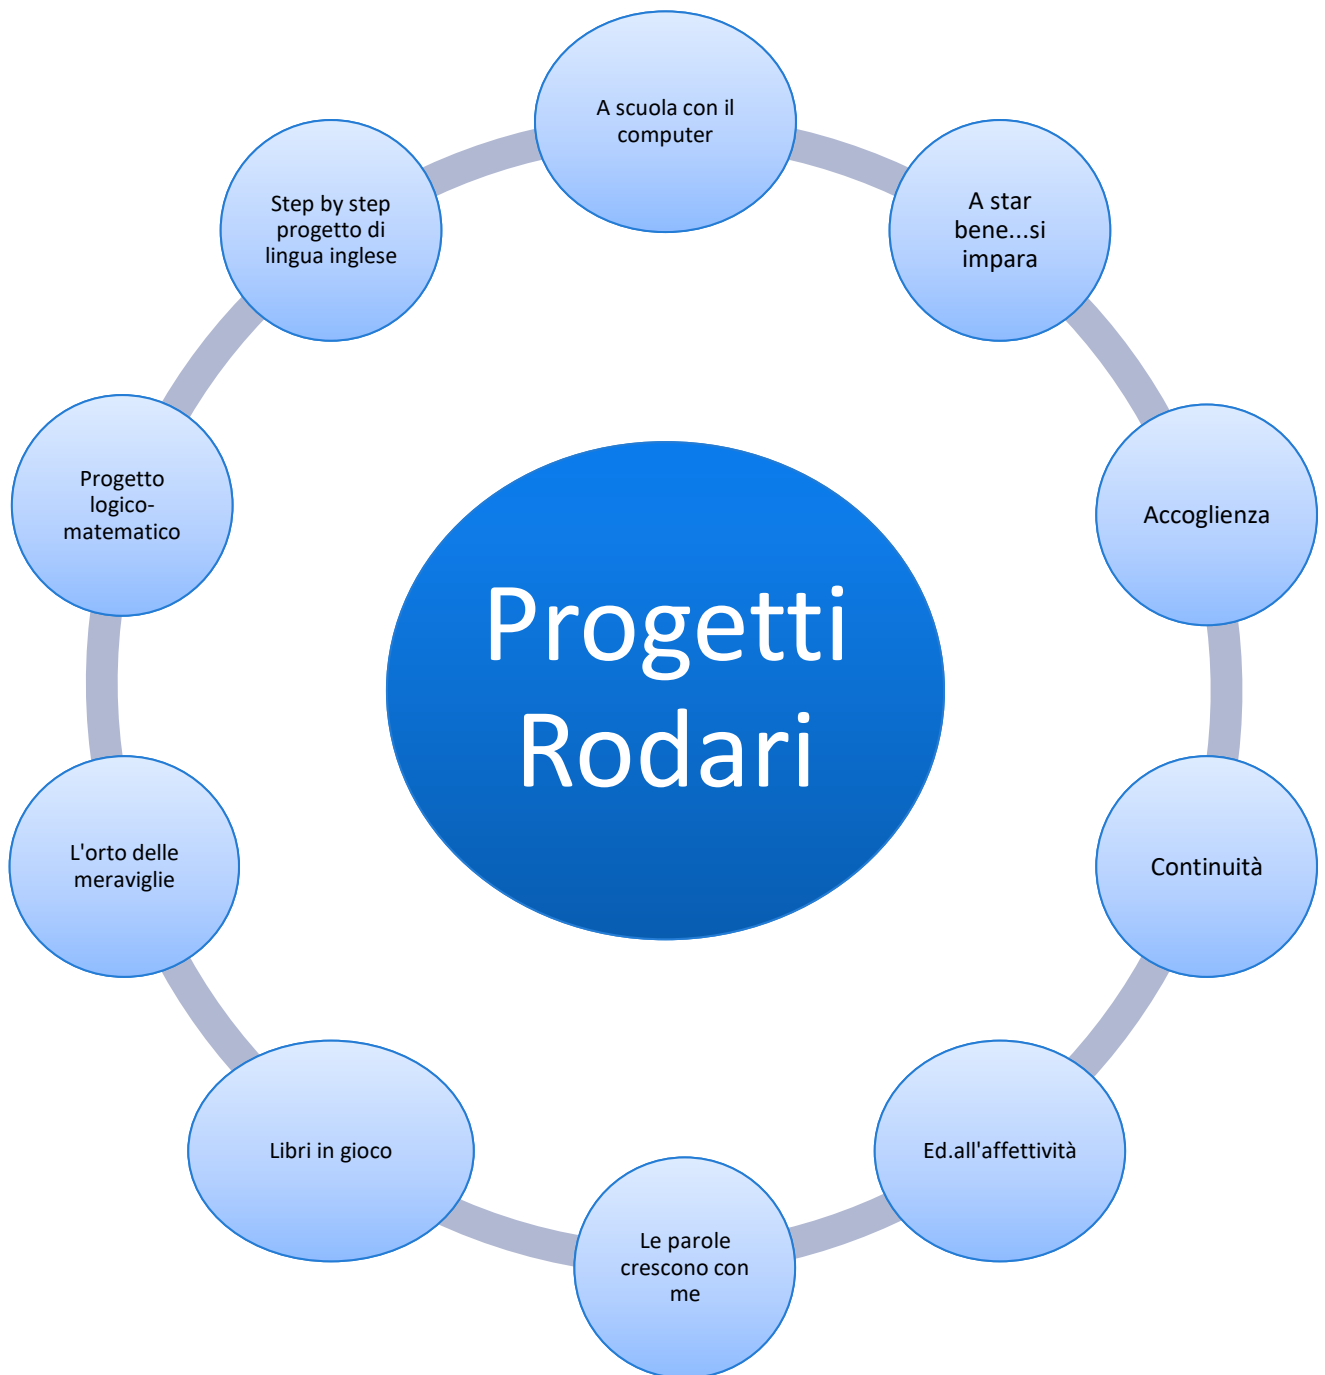 A scuola con il
computer
A star
bene...si
impara
Accoglienza
Continuità
Ed.all'affettività
Le parole
crescono con
me
Libri in gioco
L'orto delle
meraviglie
Progetto
logico-
matematico
Step by step
progetto di
lingua inglese
Progetti
Rodari